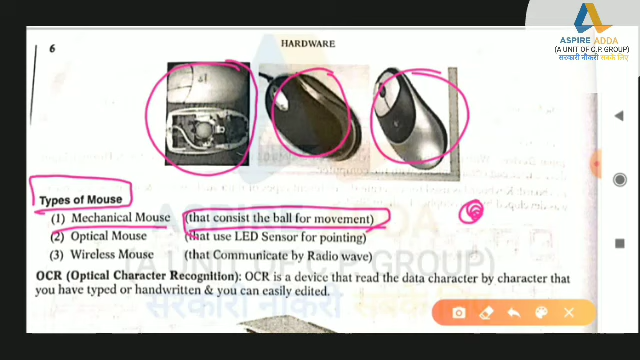 ASPIRE ADDA
(A UNIT OF G.P. GROUP)
सरकारी नौकरी सबके लिए
6
HARDWARE
Types of Mouse
(1) Mechanical Mouse (that consist the ball for movement)
(2) Optical Mouse (that use LED Sensor for pointing)
(3) Wireless Mouse (that Communicate by Radio wave)
OCR (Optical Character Recognition): OCR is a device that read the data character by character that
you have typed or handwritten & you can easily edited.